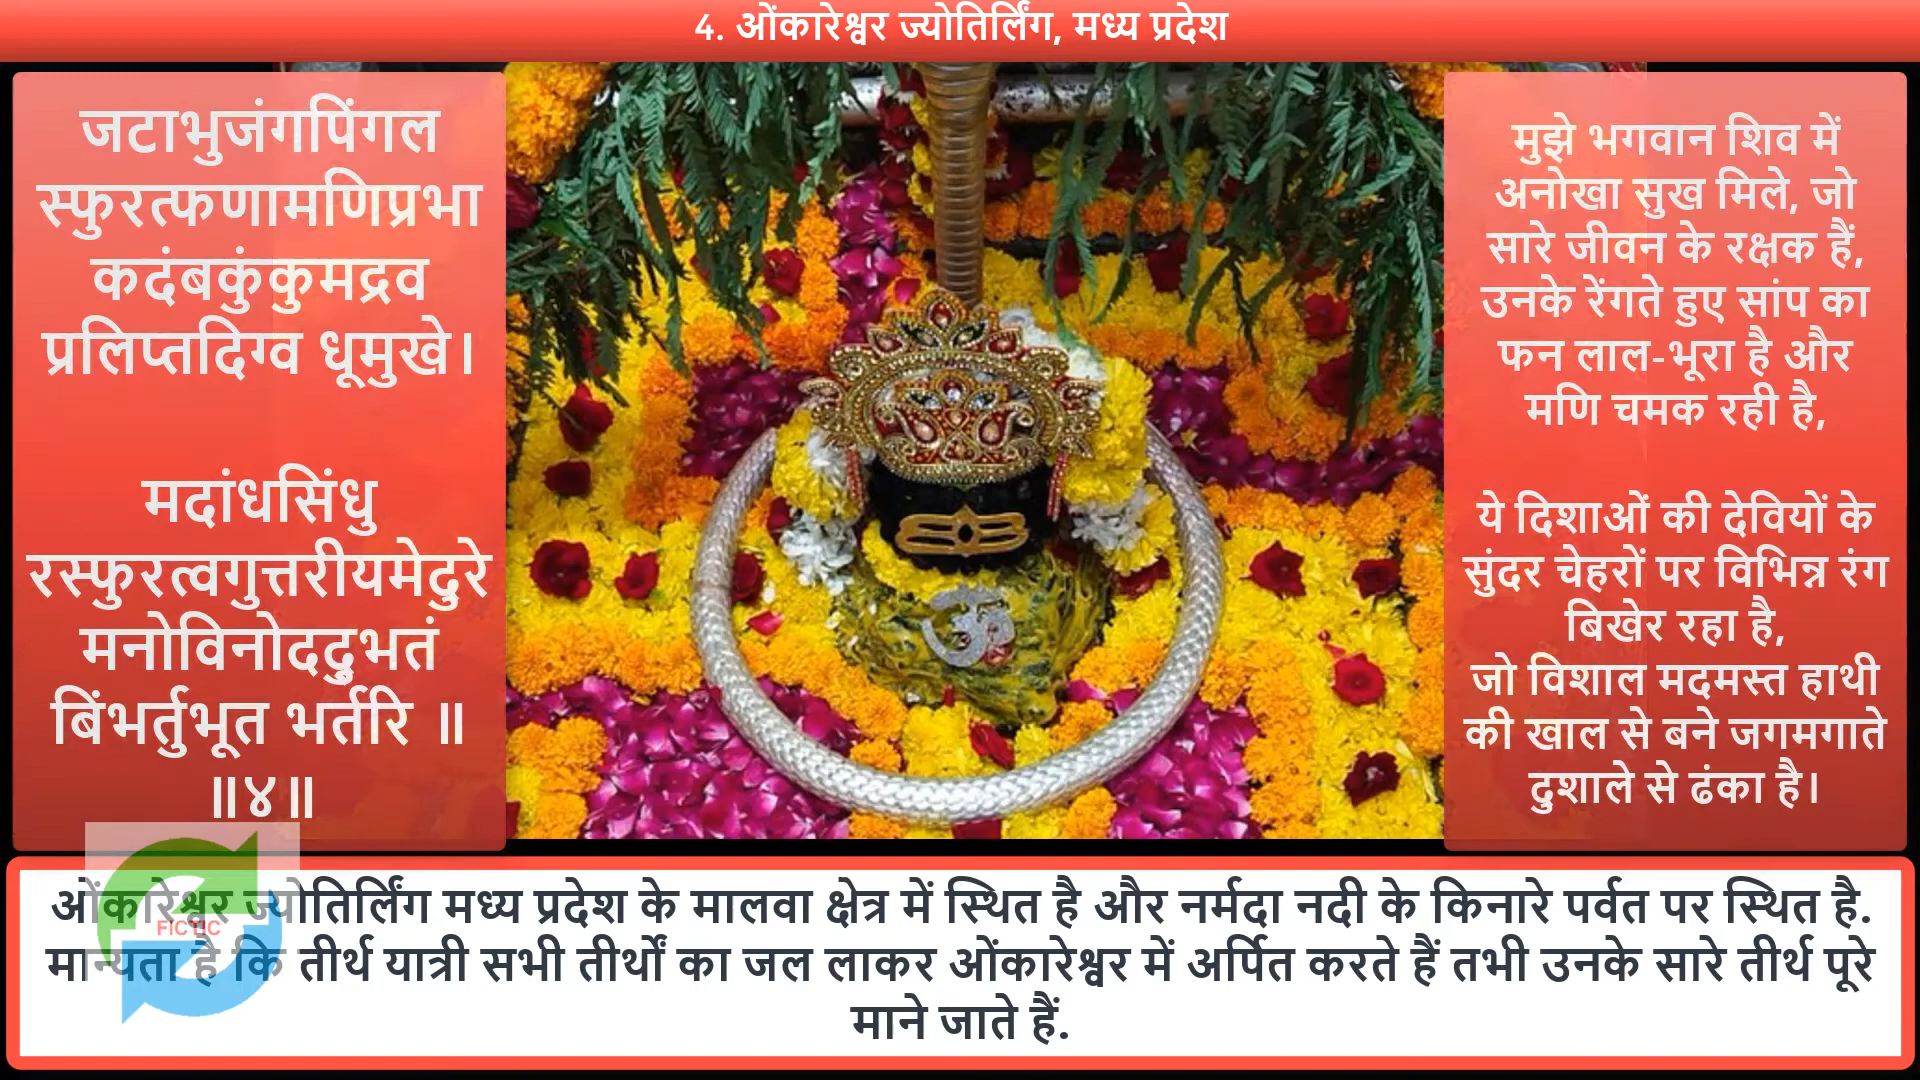 4. ओंकारेश्वर ज्योतिर्लिंग, मध्य प्रदेश
जटाभुजंगपिंगल
स्फुरत्फणामणिप्रभा
कदंबकुंकुमद्रव
प्रलिप्तदिग्व धूमुखे।
मदांधसिंधु
रस्फुरत्वगुत्तरीयमेदुरे
मनोविनोदद्भुतं
बिंभर्तुभूत भर्तरि ॥
॥४॥
मुझे भगवान शिव में
अनोखा सुख मिले, जो
सारे जीवन के रक्षक हैं,
उनके रेंगते हुए सांप का
फन लाल-भूरा है और
मणि चमक रही है,
ये दिशाओं की देवियों के
सुंदर चेहरों पर विभिन्न रंग
बिखेर रहा है,
जो विशाल मदमस्त हाथी
की खाल से बने जगमगाते
दुशाले से ढंका है।
ओंकारेश्वर ज्योतिर्लिंग मध्य प्रदेश के मालवा क्षेत्र में स्थित है और नर्मदा नदी के किनारे पर्वत पर स्थित है.
मान्यता है कि तीर्थ यात्री सभी तीर्थों का जल लाकर ओंकारेश्वर में अर्पित करते हैं तभी उनके सारे तीर्थ पूरे
माने जाते हैं.
FICTIC
ॐ